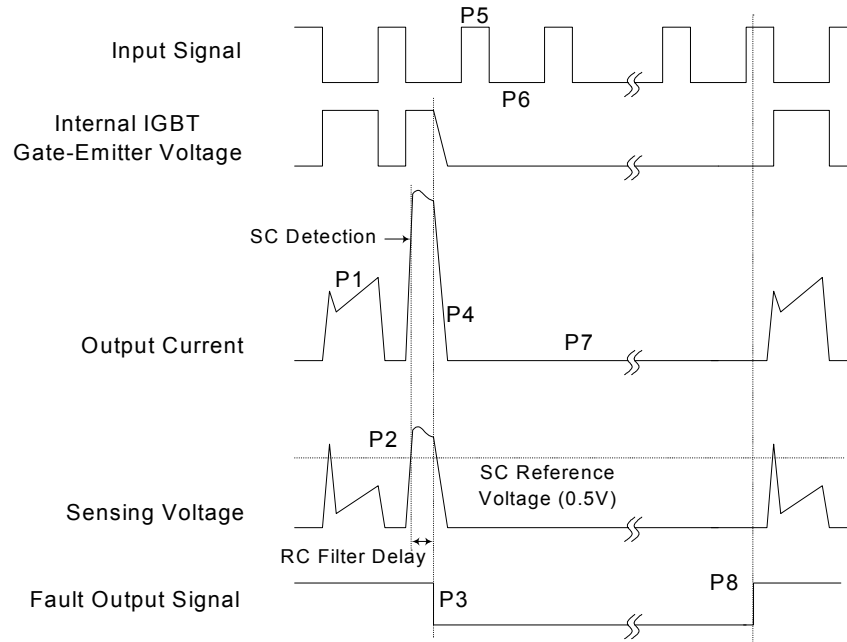 P5
Input Signal
P6
Internal IGBT
Gate-Emitter Voltage
SC Detection
P1
P4
Output Current
P7
P2
SC Reference
Voltage (0.5V)
Sensing Voltage
RC Filter Delay
P8
Fault Output Signal
P3